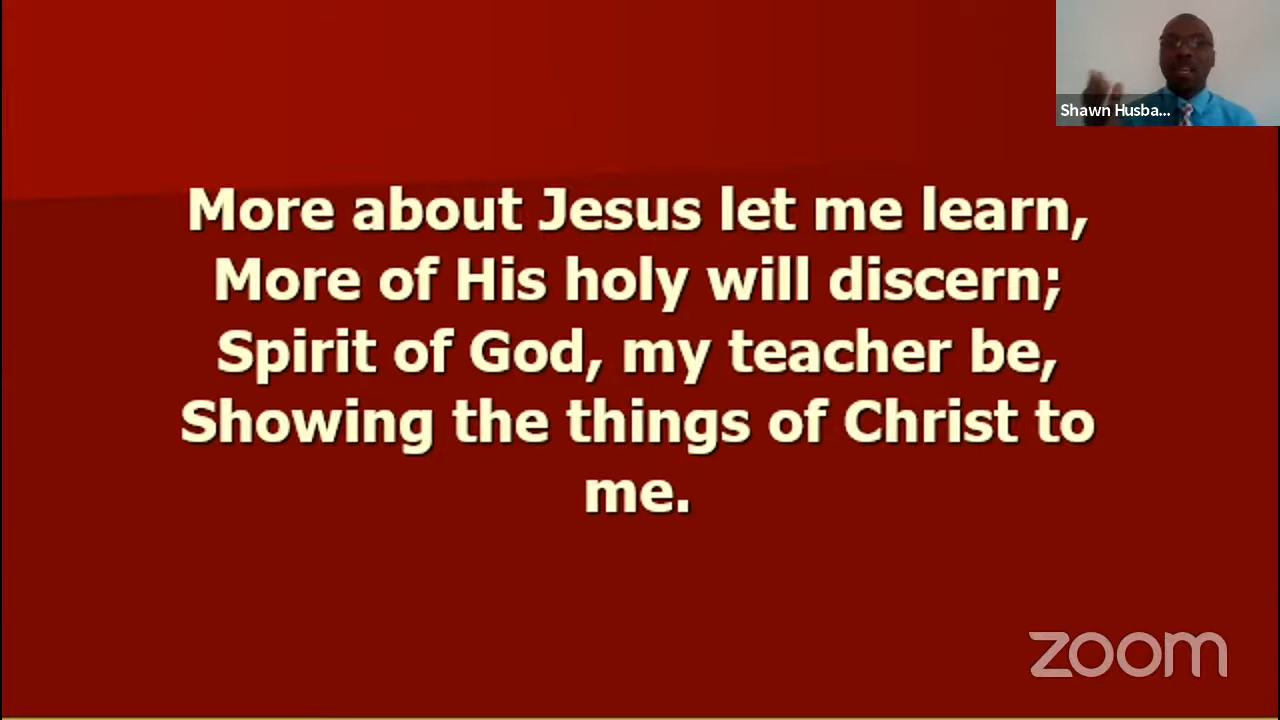 Shawn Husba...
More about Jesus let me learn,
More of His holy will discern;
Spirit of God, my teacher be,
Showing the things of Christ to
me.
zoom